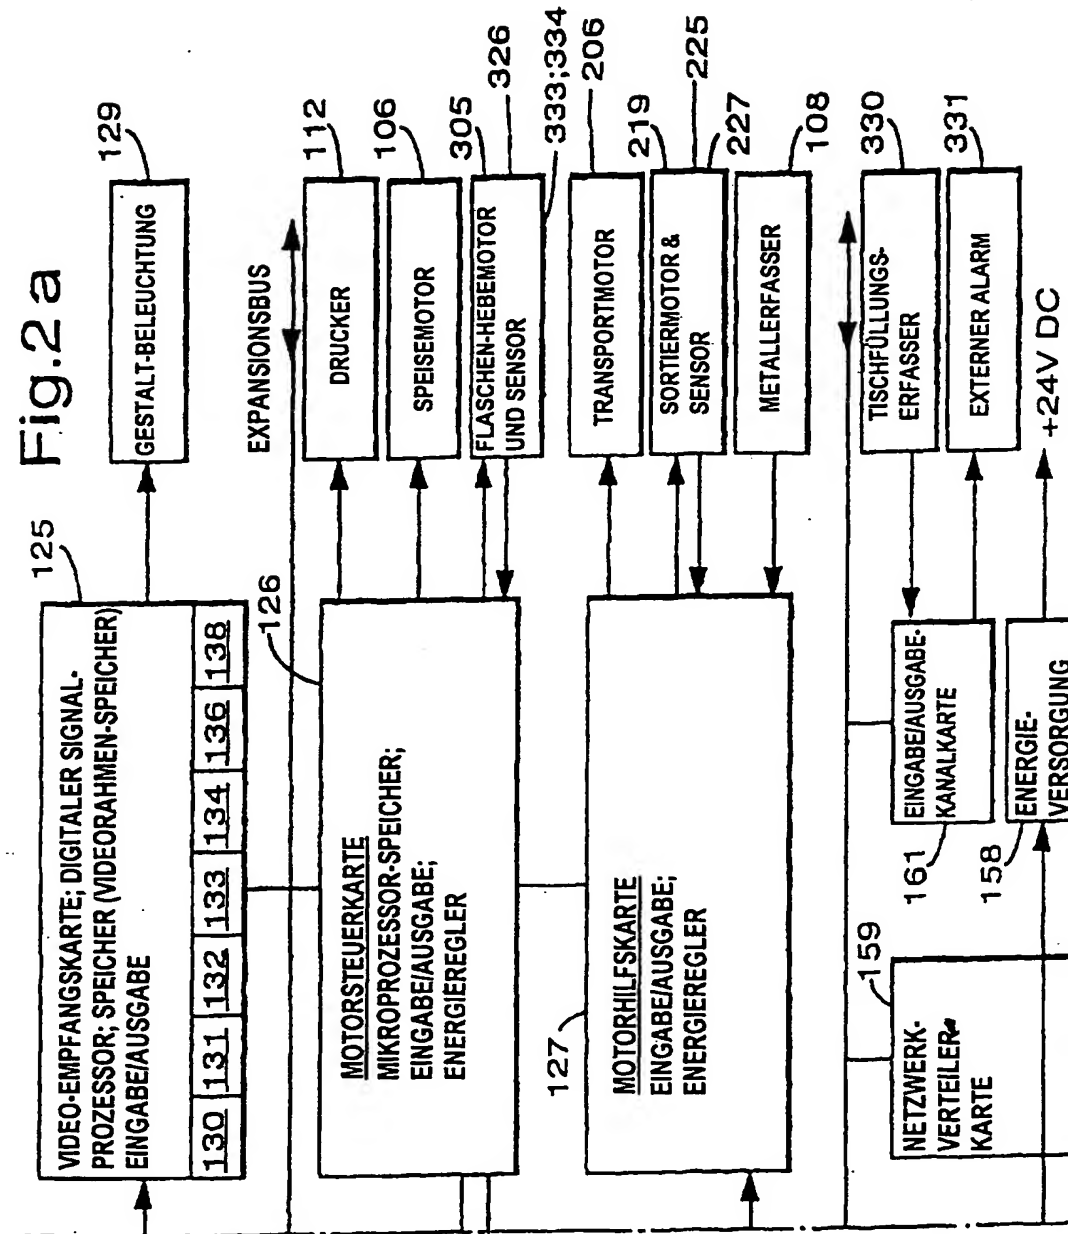 Fig.2a
125
VIDEO-EMPFANGSKARTE; DIGITALER SIGNAL-
PROZESSOR; SPEICHER (VIDEORAHMEN-SPEICHER)
EINGABE/AUSGABE
130 131 132 133 134 136 138
GESTALT-BELEUCHTUNG
129
EXPANSIONSBUS
126
MOTORSTEUERKARTE
MIKROPROZESSOR-SPEICHER;
EINGABE/AUSGABE;
ENERGIEREGLER
DRUCKER
112
SPEISEMOTOR
106
FLASCHEN-HEBEMOTOR
UND SENSOR
305
326
333;334
127
MOTORHILFSKARTE
EINGABE/AUSGABE;
ENERGIEREGLER
TRANSPORTMOTOR
206
SORTIERMOTOR &
SENSOR
219
225
227
METALLERFASSER
108
TISCHFÜLLUNGS-
ERFASSER
330
EXTERNER ALARM
331
EINGABE/AUSGABE-
KANALKARTE
161
ENERGIE-
VERSORGUNG
158
+24V DC
159
NETZWERK-
VERTEILER-
KARTE